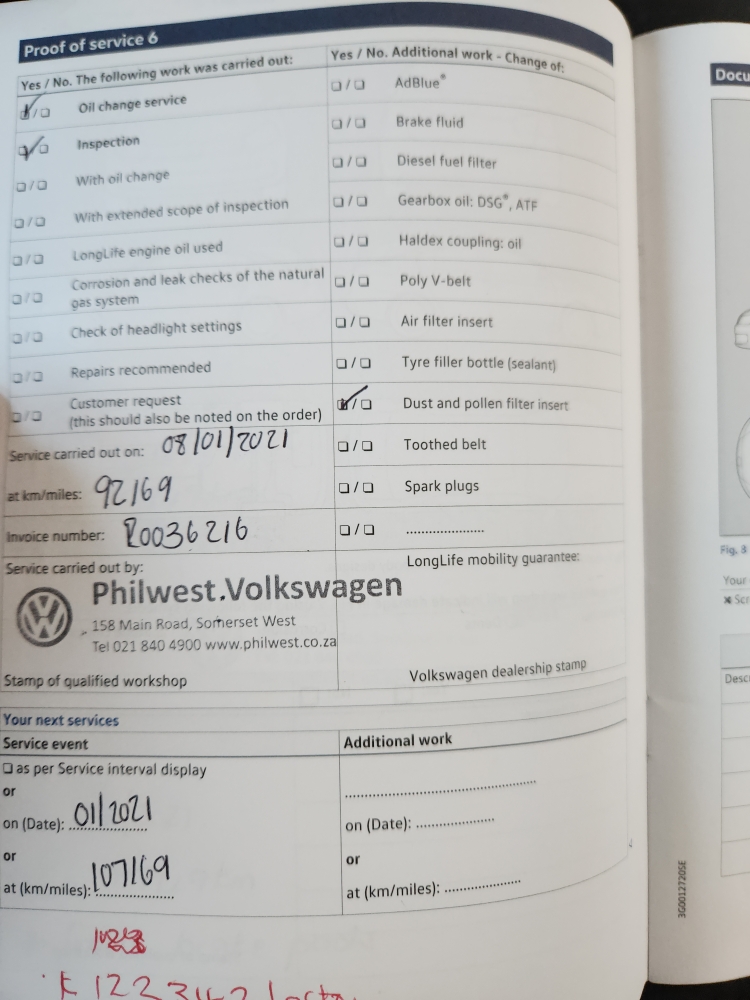 Proof of service 6
Yes / No. The following work was carried out:
Oil change service
Inspection
With oil change
With extended scope of inspection
LongLife engine oil used
Corrosion and leak checks of the natural
gas system
Check of headlight settings
Repairs recommended
Customer request
(this should also be noted on the order)
Service carried out on: 08/01/2021
at km/miles: 92169
Invoice number: R0036216
Service carried out by:
Philwest.Volkswagen
158 Main Road, Somerset West
Tel 021 840 4900 www.philwest.co.za
Stamp of qualified workshop
Yes / No. Additional work - Change of:
AdBlue®
Brake fluid
Diesel fuel filter
Gearbox oil: DSG®, ATF
Haldex coupling: oil
Poly V-belt
Air filter insert
Tyre filler bottle (sealant)
Dust and pollen filter insert
Toothed belt
Spark plugs
LongLife mobility guarantee:
Volkswagen dealership stamp
Your next services
Service event
as per Service interval display
or
on (Date): 01/2021
or
at (km/miles): 107169
Additional work
on (Date):
or
at (km/miles):
3G0012720SE
Docu
Fig. 3
Your
Scr
Desc